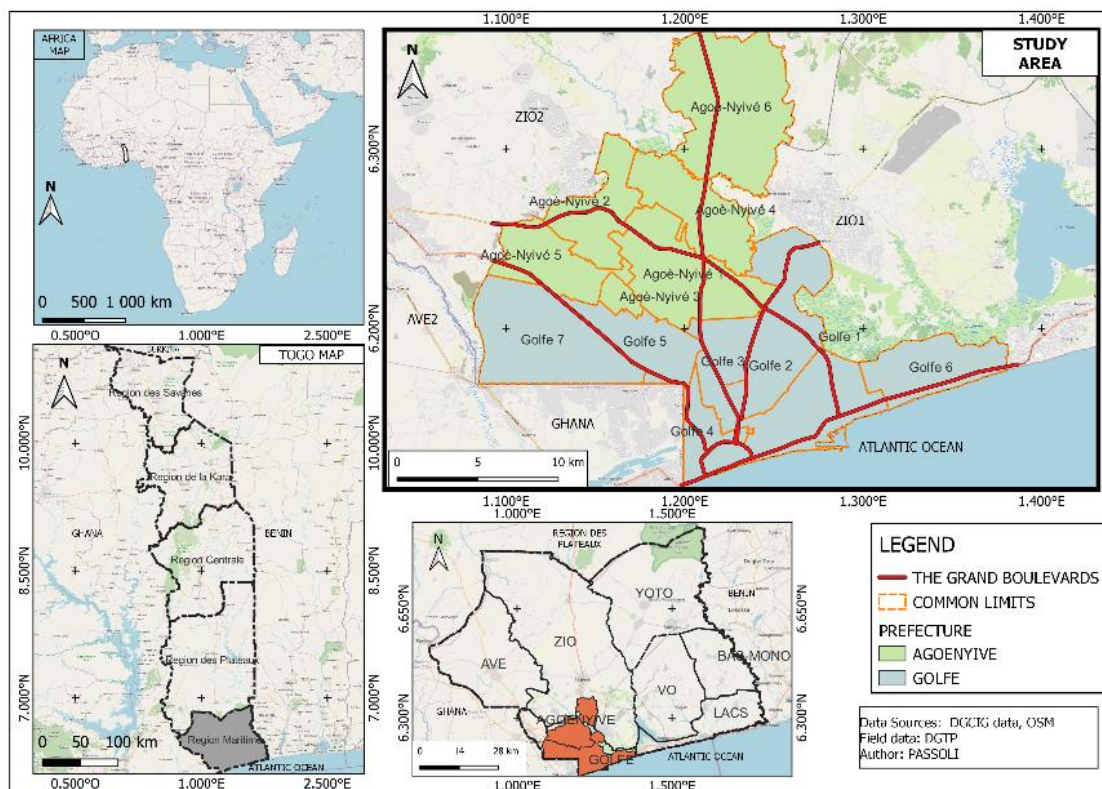 AFRICA
MAP
N
0 500 1 000 km
0.500°O 1.000°E 2.500°E
TOGO MAP
BURKINA
N
Region des Savanes
Region de la Kara
GHANA
BENIN
Region Centrale
Region des Plateaux
Region Maritime
ATLANTIC OCEAN
0 50 100 km
0.500°O 1.000°E 2.500°E
10.000°N
8.500°N
7.000°N
10.000°N
8.500°N
7.000°N
1.100°E 1.200°E 1.300°E 1.400°E
STUDY
AREA
N
6.300°N
6.200°N
6.300°N
6.200°N
ZIO2
Agoè-Nyivé 6
Agoè-Nyivé 2
Agoè-Nyivé 4
ZIO1
Agoè-Nyivé 5
Agoè-Nyivé 1
Agoè-Nyivé 3
AVE2
Golfe 7
Golfe 5
Golfe 3
Golfe 2
Golfe 1
Golfe 6
GHANA
Golfe 4
ATLANTIC OCEAN
0 5 10 km
1.100°E 1.200°E 1.300°E 1.400°E
1.000°E 1.500°E
N
REGION DES
PLATEAUX
YOTO
BENIN
ZIO
AVE
BAS-MONO
VO
LACS
GHANA
AGOENYIVE
GOLFE
ATLANTIC OCEAN
0 14 28 km
6.650°N
6.300°N
6.650°N
6.300°N
1.000°E 1.500°E
LEGEND
THE GRAND BOULEVARDS
COMMON LIMITS
PREFECTURE
AGOENYIVE
GOLFE
Data Sources: DGCIG data, OSM
Field data: DGTP
Author: PASSOLI